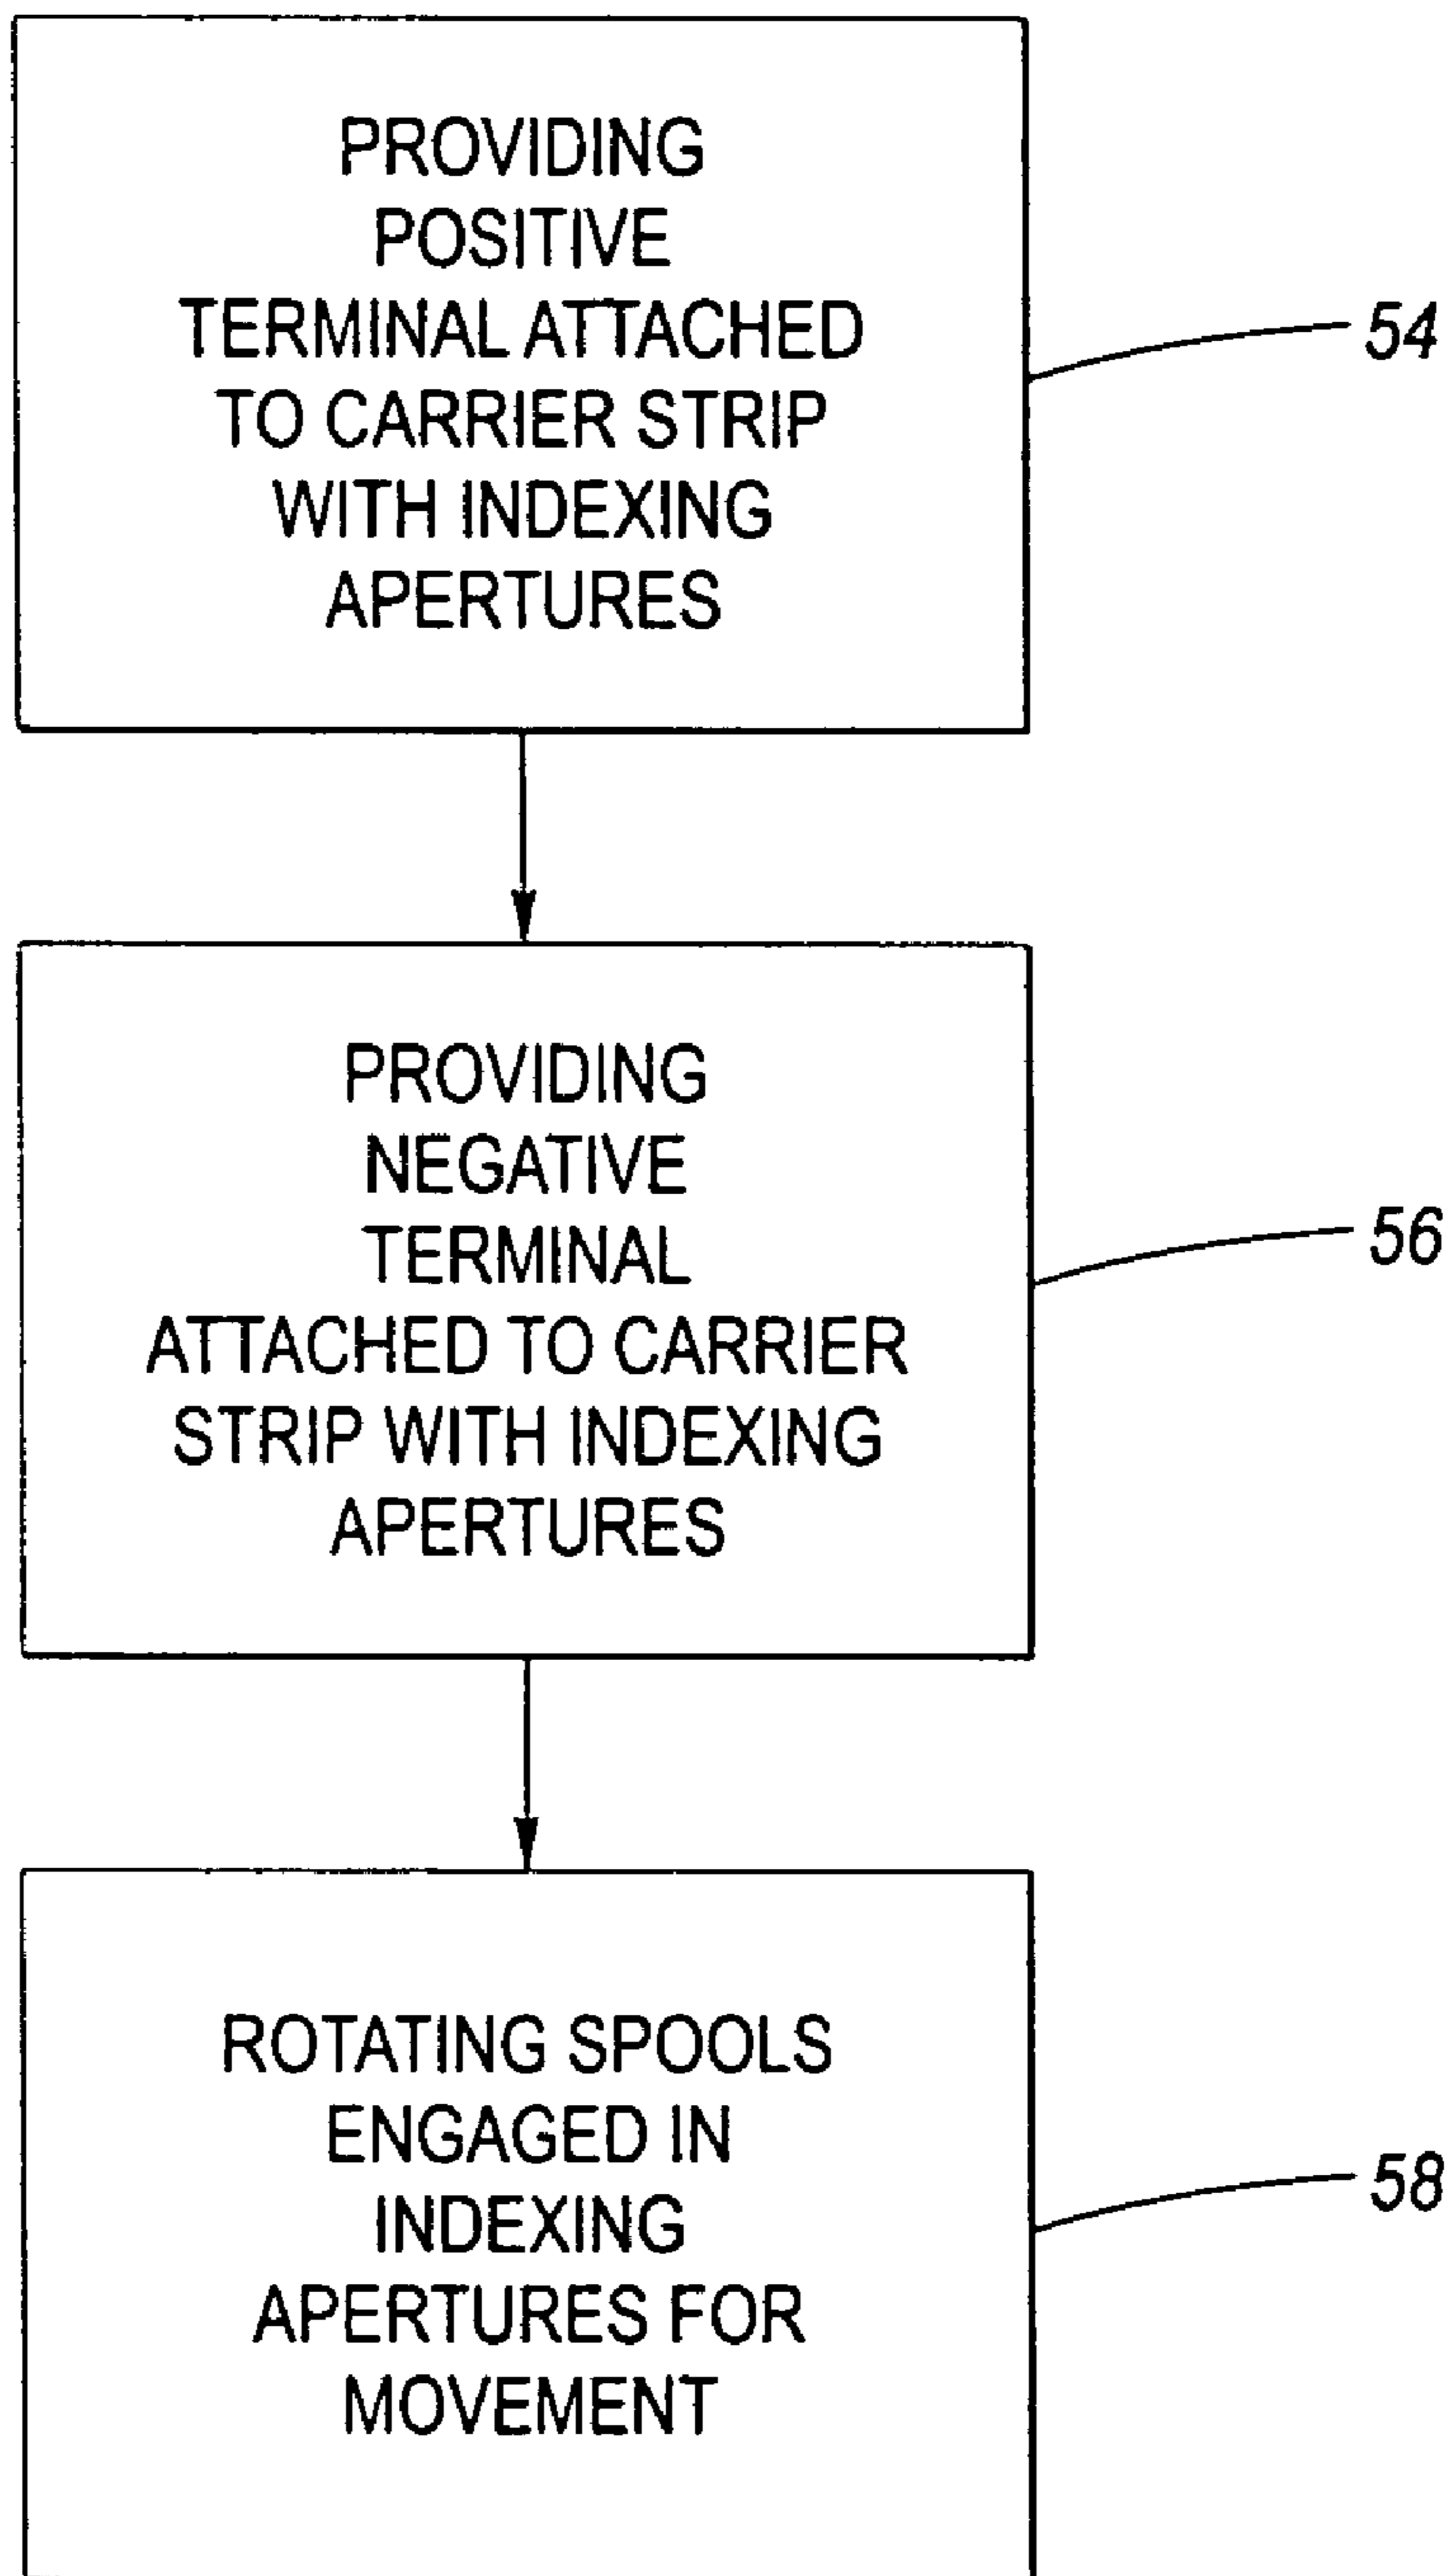 PROVIDING
POSITIVE
TERMINAL ATTACHED
TO CARRIER STRIP
WITH INDEXING
APERTURES
54
PROVIDING
NEGATIVE
TERMINAL
ATTACHED TO CARRIER
STRIP WITH INDEXING
APERTURES
56
ROTATING SPOOLS
ENGAGED IN
INDEXING
APERTURES FOR
MOVEMENT
58